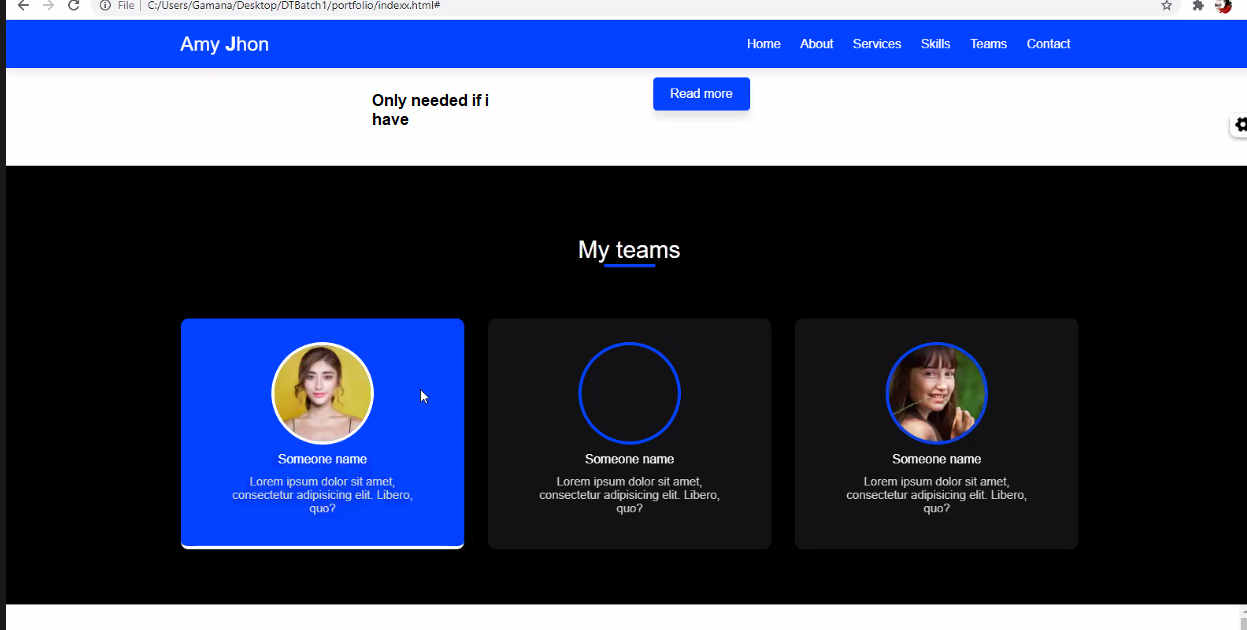 File C:/Users/Gamana/Desktop/DTBatch1/portfolio/indexx.html#
Amy Jhon
Home About Services Skills Teams Contact
Only needed if i
have
Read more
My teams
Someone name
Lorem ipsum dolor sit amet,
consectetur adipisicing elit. Libero,
quo?
Someone name
Lorem ipsum dolor sit amet,
consectetur adipisicing elit. Libero,
quo?
Someone name
Lorem ipsum dolor sit amet,
consectetur adipisicing elit. Libero,
quo?